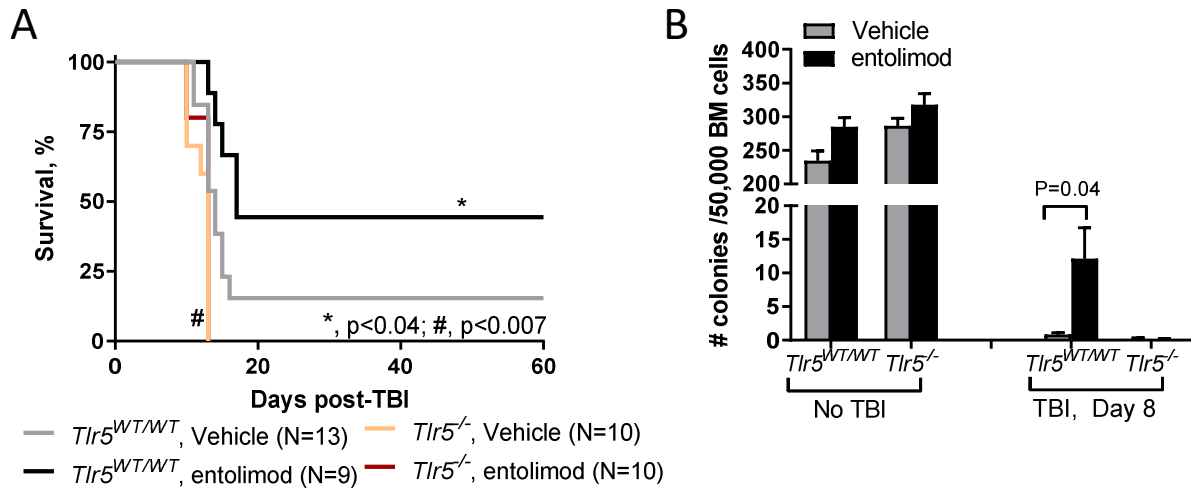 A
Survival, %
100
75
50
25
0
*
#
*, p<0.04; #, p<0.007
0 20 40 60
Days post-TBI
Tlr5WT/WT, Vehicle (N=13)
Tlr5-/-, Vehicle (N=10)
Tlr5WT/WT, entolimod (N=9)
Tlr5-/-, entolimod (N=10)
B
Vehicle
entolimod
# colonies /50,000 BM cells
400
350
300
250
200
20
15
10
5
0
P=0.04
Tlr5WT/WT Tlr5-/- Tlr5WT/WT Tlr5-/-
No TBI TBI, Day 8